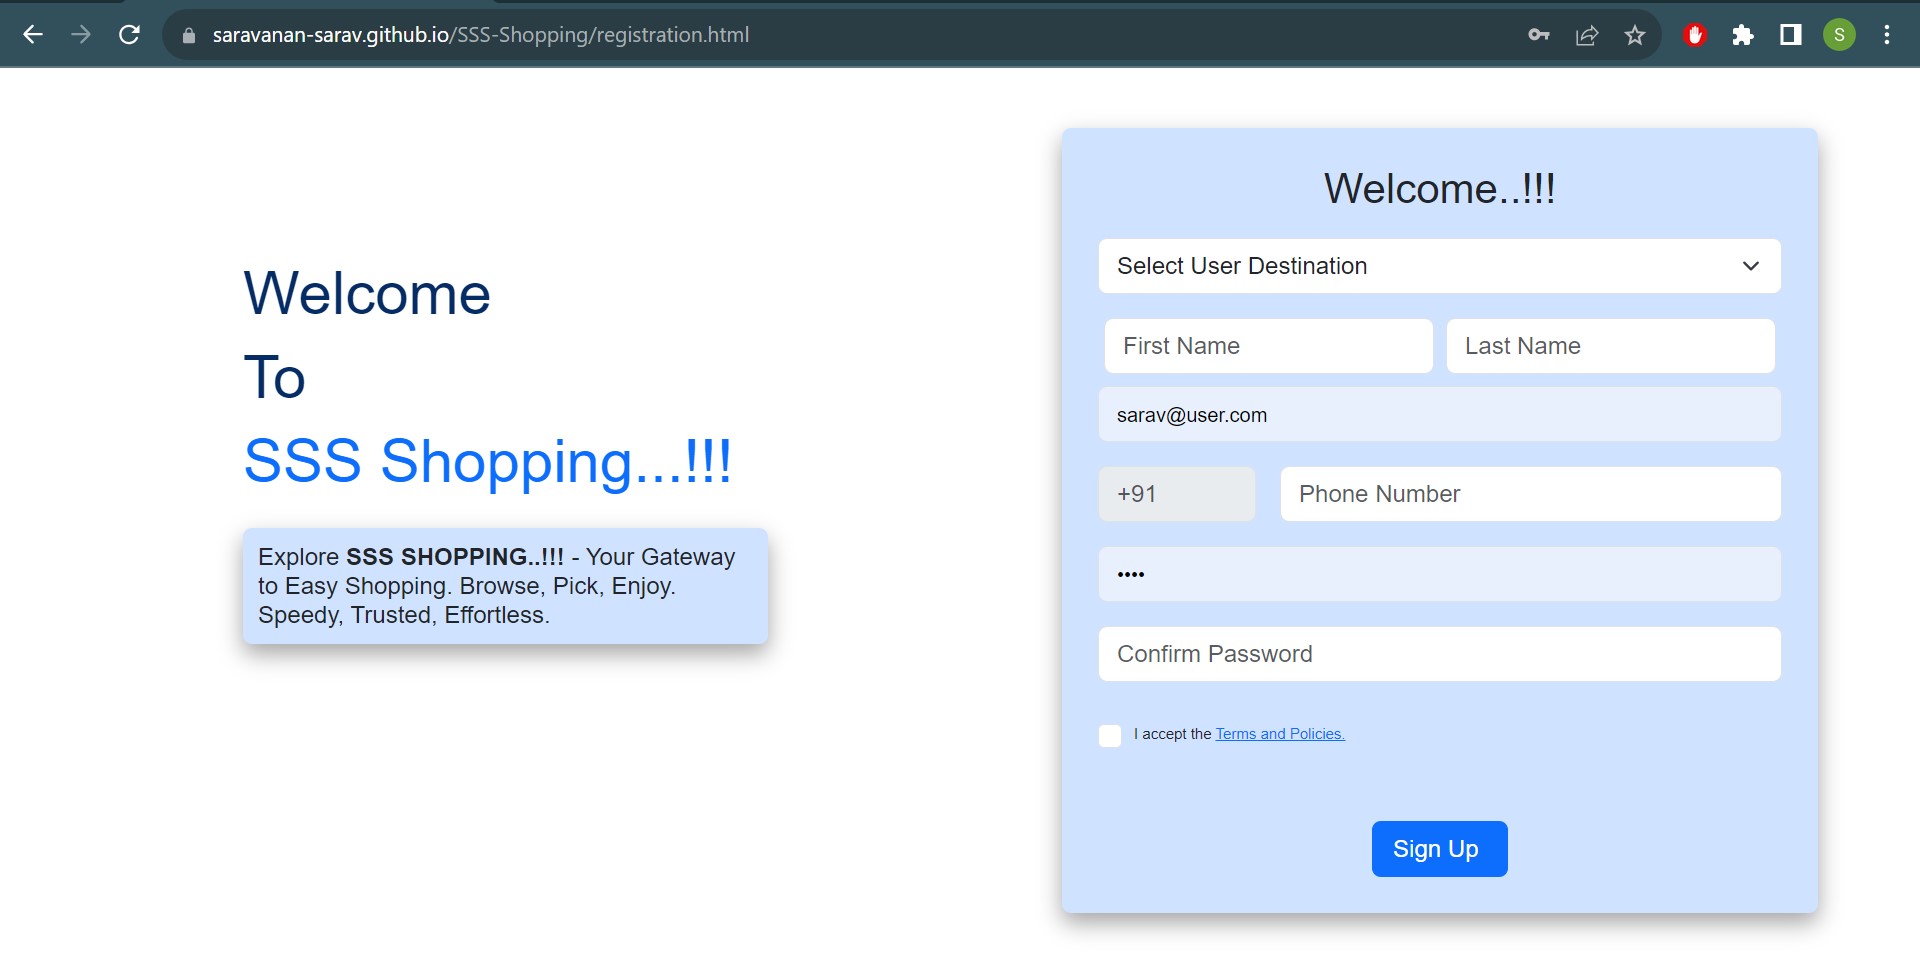 saravanan-sarav.github.io/SSS-Shopping/registration.html
S
Welcome
To
SSS Shopping...!!!
Explore SSS SHOPPING..!!! - Your Gateway
to Easy Shopping. Browse, Pick, Enjoy.
Speedy, Trusted, Effortless.
Welcome..!!!
Select User Destination
First Name
Last Name
sarav@user.com
+91
Phone Number
••••
Confirm Password
I accept the Terms and Policies.
Sign Up